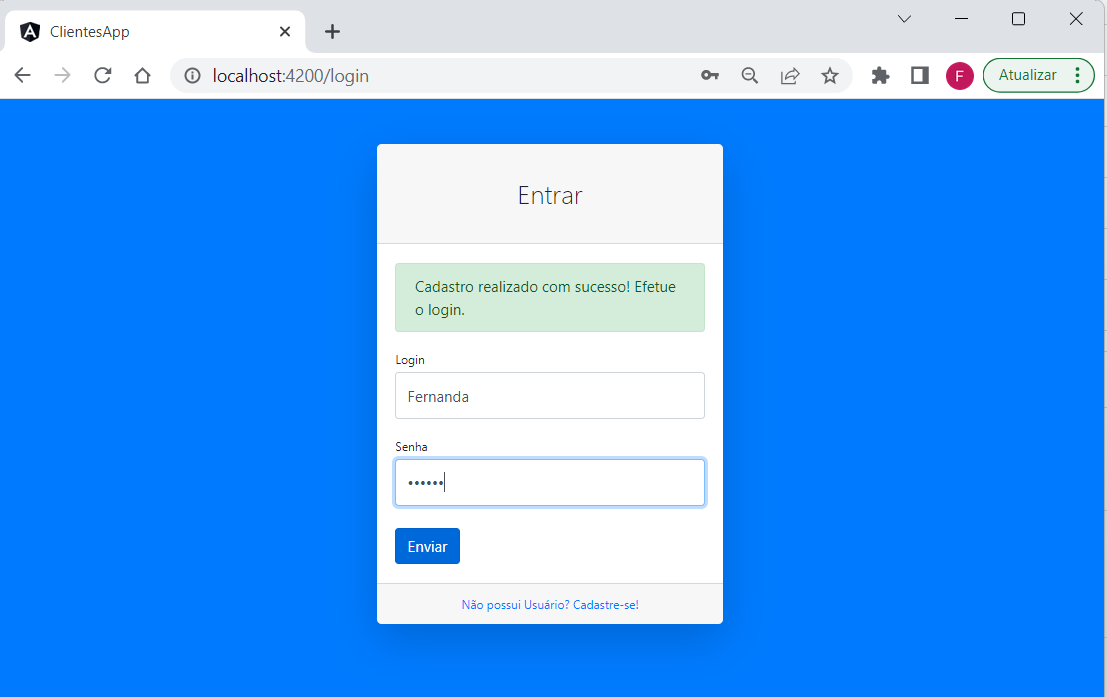 ClientesApp
localhost:4200/login
F
Atualizar
Entrar
Cadastro realizado com sucesso! Efetue
o login.
Login
Fernanda
Senha
••••••
Enviar
Não possui Usuário? Cadastre-se!